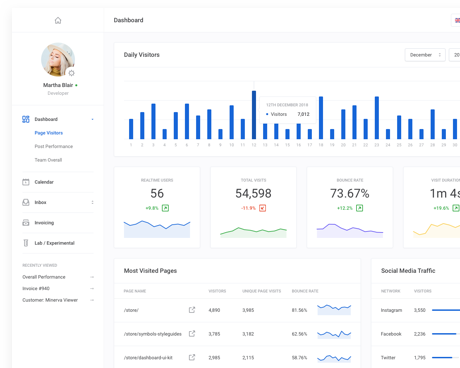 Dashboard
Martha Blair
Developer
Dashboard
Page Visitors
Post Performance
Team Overall
Calendar
Inbox
Invoicing
Lab / Experimental
RECENTLY VIEWED
Overall Performance
Invoice #940
Customer: Minerva Viewer
Daily Visitors
December
20
12TH DECEMBER 2016
Visitors 7,812
1 2 3 4 5 6 7 8 9 10 11 12 13 14 15 16 17 18 19 20 21 22 23 24 25 26 27 28 29 30
REALTIME USERS
56
+9.8%
TOTAL VISITS
54,598
-11.9%
BOUNCE RATE
73.67%
+12.2%
VISIT DURATIO
1m 4s
+19.6%
Most Visited Pages
PAGE NAME VISITORS UNIQUE PAGE VISITS BOUNCE RATE
/store/ 4,890 3,985 81.56%
/store/symbols-styleguides 3,785 3,182 62.56%
/store/dashboard-ui-kit 2,985 2,115 58.76%
Social Media Traffic
NETWORK VISITORS
Instagram 3,550
Facebook 2,236
Twitter 1,795